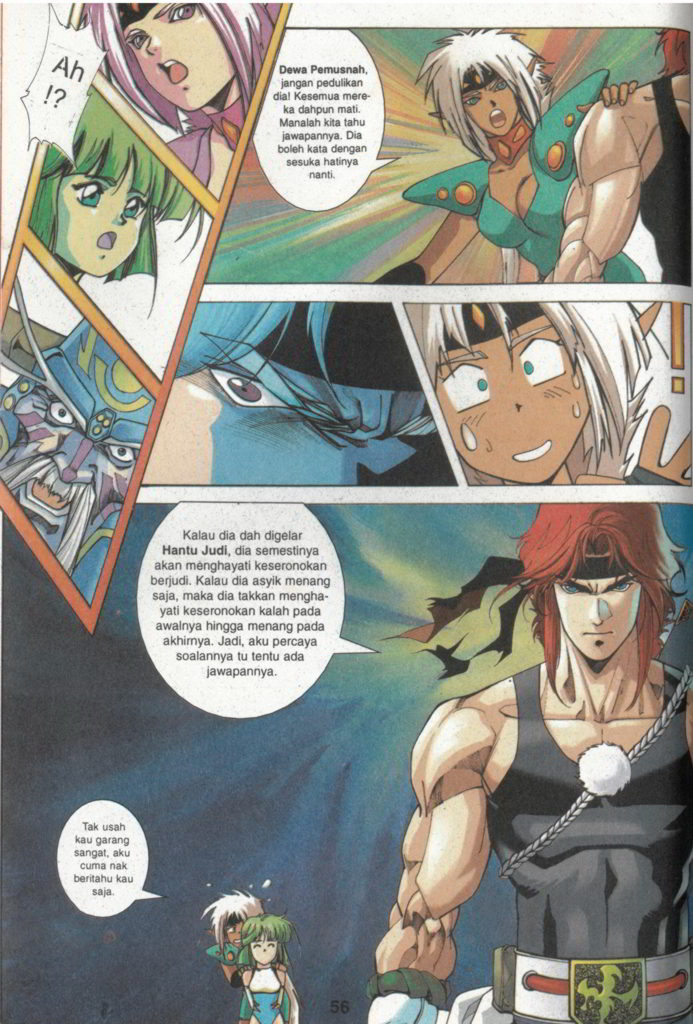 Ah
!?
Dewa Pemusnah,
jangan pedulikan
dia! Kesemua mere-
ka dahpun mati.
Manalah kita tahu
jawapannya. Dia
boleh kata dengan
sesuka hatinya
nanti.
!
Kalau dia dah digelar
Hantu Judi, dia semestinya
akan menghayati keseronokan
berjudi. Kalau dia asyik menang
saja, maka dia takkan mengha-
yati keseronokan kalah pada
awalnya hingga menang pada
akhirnya. Jadi, aku percaya
soalannya tu tentu ada
jawapannya.
Tak usah
kau garang
sangat, aku
cuma nak
beritahu kau
saja.
56